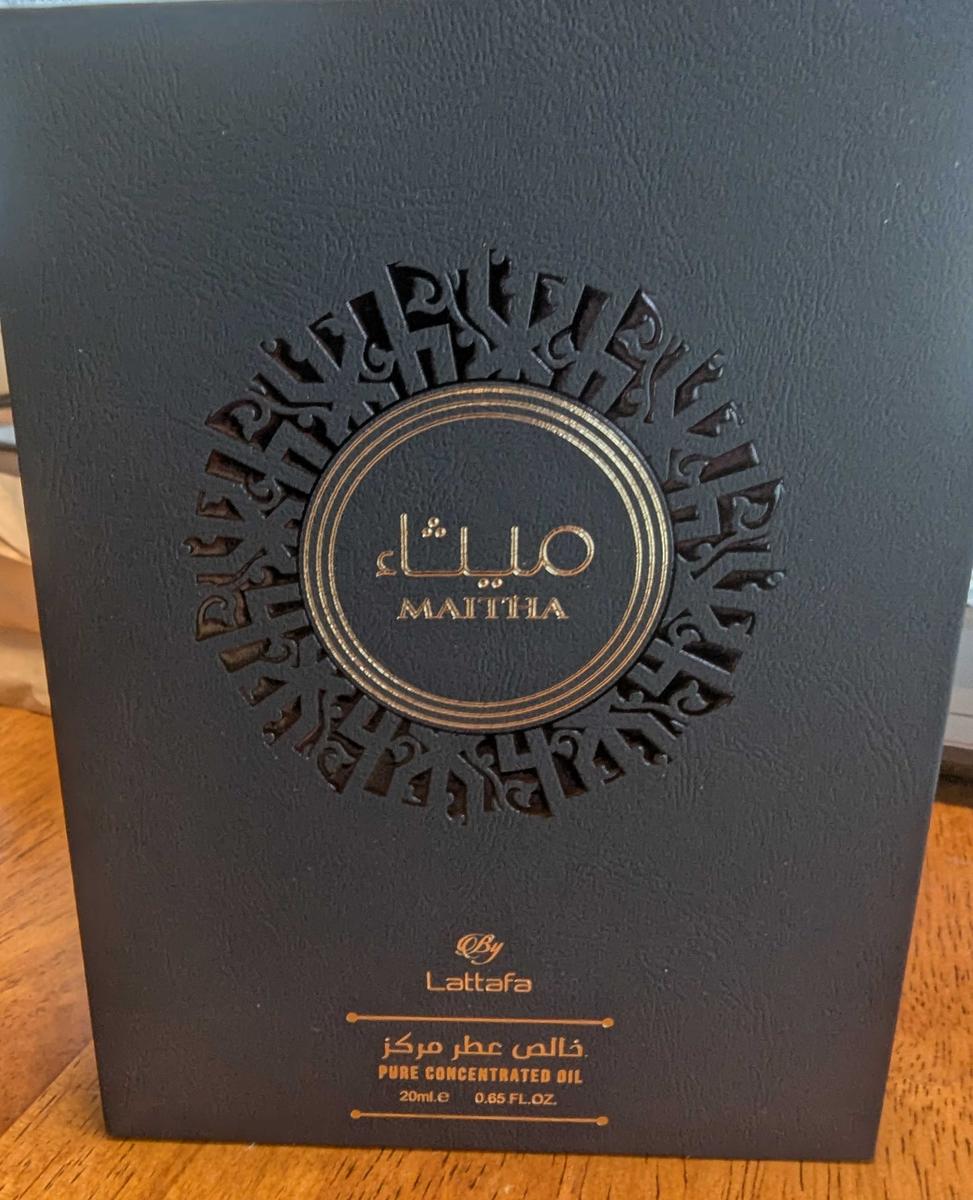 ميثاء
MAITHA
By
Lattafa
خالص عطر مركز
PURE CONCENTRATED OIL
20ml.e 0.65 FL.OZ.